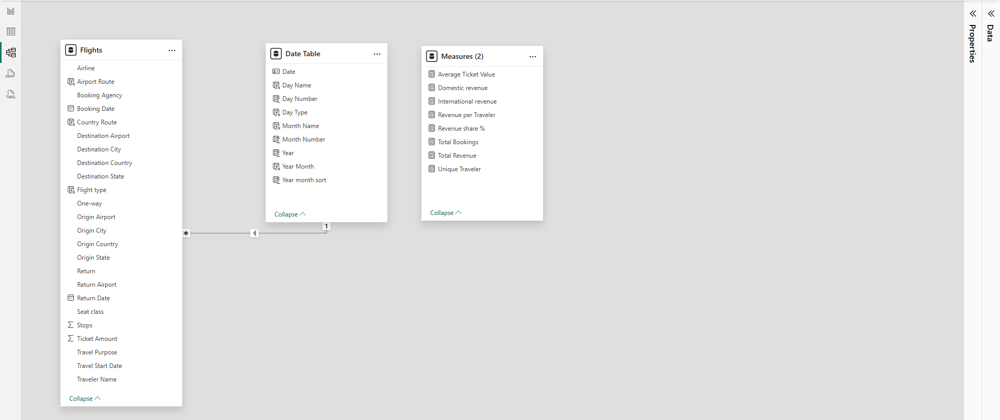 DAX
TMDL
Flights
Airline
Airport Route
Booking Agency
Booking Date
Country Route
Destination Airport
Destination City
Destination Country
Destination State
Flight type
One-way
Origin Airport
Origin City
Origin Country
Origin State
Return
Return Airport
Return Date
Seat class
Stops
Ticket Amount
Travel Purpose
Travel Start Date
Traveler Name
Collapse
*
1
Date Table
Date
Day Name
Day Number
Day Type
Month Name
Month Number
Year
Year Month
Year month sort
Collapse
Measures (2)
Average Ticket Value
Domestic revenue
International revenue
Revenue per Traveler
Revenue share %
Total Bookings
Total Revenue
Unique Traveler
Collapse
Properties
Data